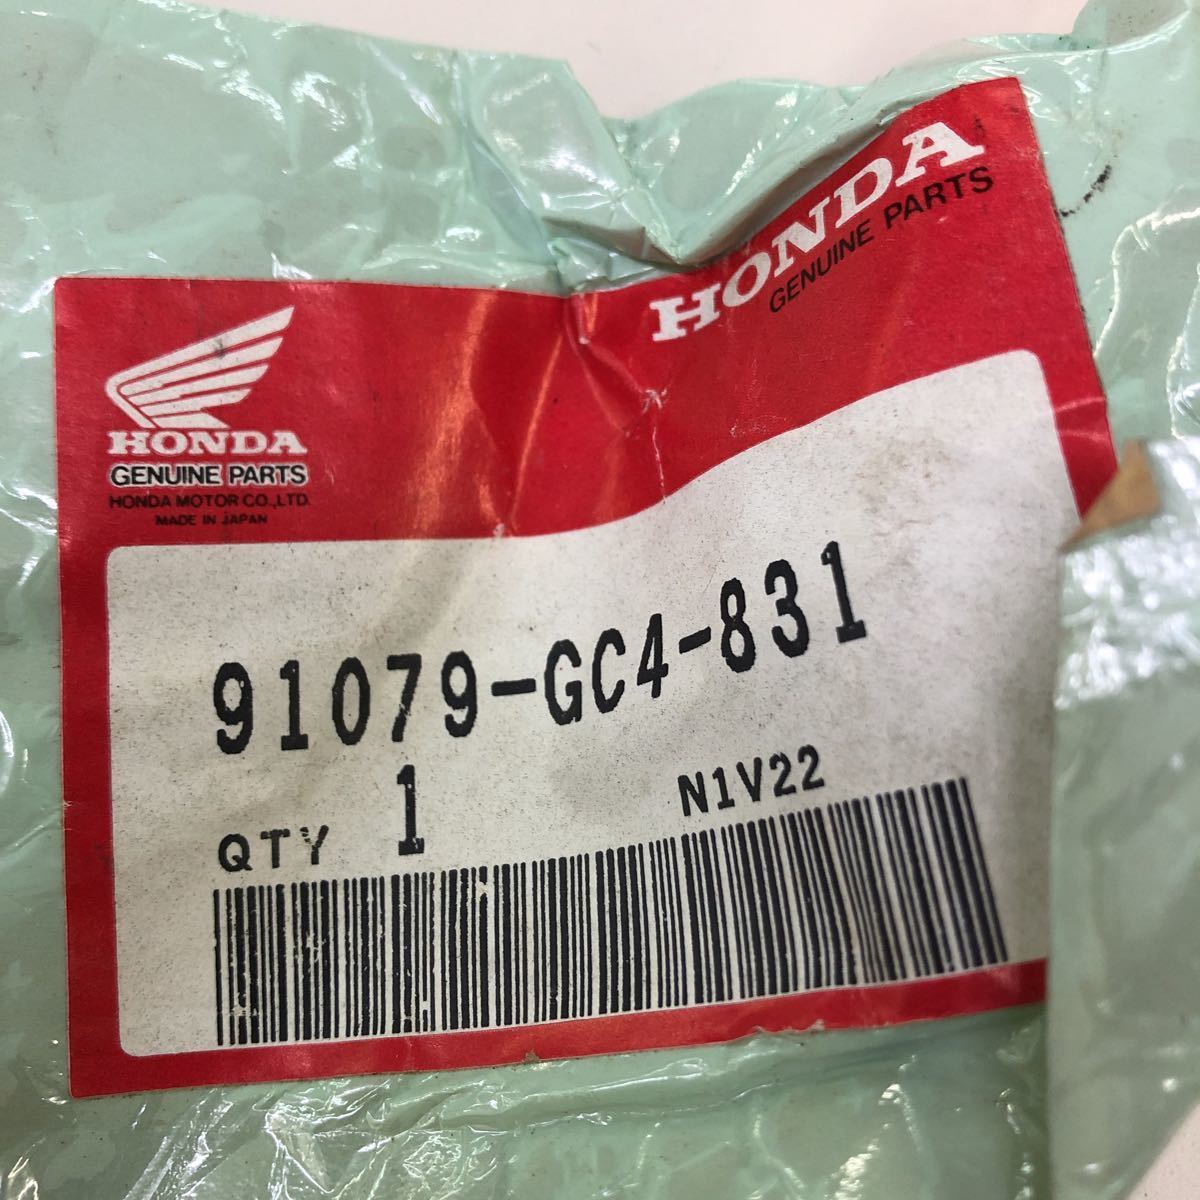 HONDA
GENUINE PARTS
HONDA
GENUINE PARTS
HONDA MOTOR CO.,LTD.
MADE IN JAPAN
91079-GC4-831
QTY 1 N1V22